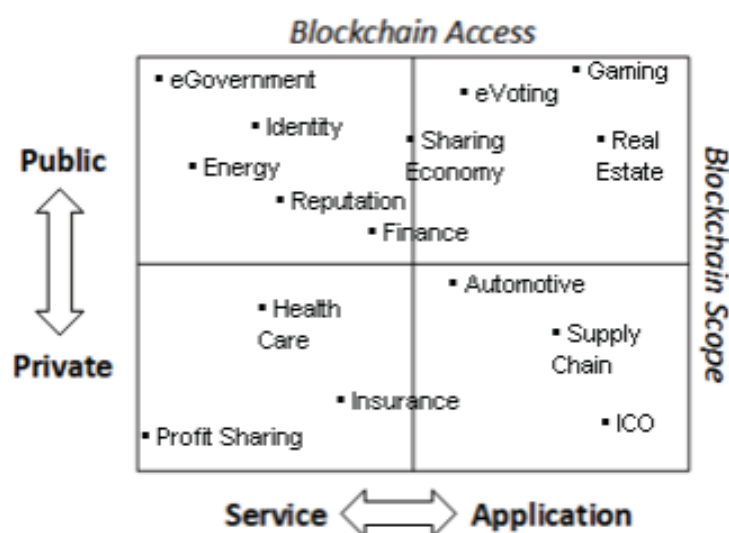 Blockchain Access
▪ eGovernment
▪ Gaming
▪ eVoting
▪ Identity
▪ Sharing
Economy
▪ Real
Estate
▪ Energy
▪ Reputation
▪ Finance
Public
Private
Blockchain Scope
▪ Automotive
▪ Health
Care
▪ Supply
Chain
▪ Insurance
▪ ICO
▪ Profit Sharing
Service
Application